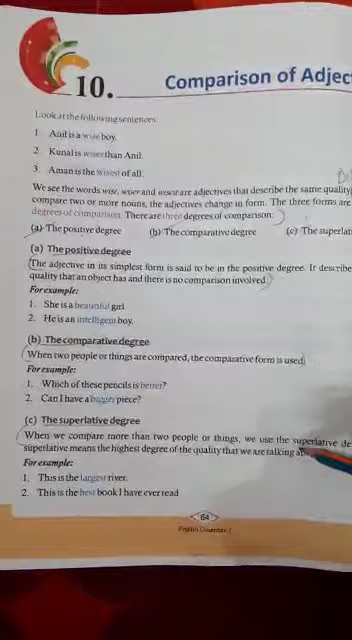 10. Comparison of Adjec
Look at the following sentences:
1. Anil is a wise boy.
2. Kunal is wiser than Anil.
3. Aman is the wisest of all.
We see the words wise, wiser and wisest are adjectives that describe the same quality
compare two or more nouns, the adjectives change in form. The three forms are
degrees of comparison. There are three degrees of comparison:
(a) The positive degree (b) The comparative degree (c) The superlat
(a) The positive degree
The adjective in its simplest form is said to be in the positive degree. It describe
quality that an object has and there is no comparison involved.
For example:
1. She is a beautiful girl.
2. He is an intelligent boy.
(b) The comparative degree
When two people or things are compared, the comparative form is used.
For example:
1. Which of these pencils is better?
2. Can I have a bigger piece?
(c) The superlative degree
When we compare more than two people or things, we use the superlative de
superlative means the highest degree of the quality that we are talking ab
For example:
1. This is the largest river.
2. This is the best book I have ever read.
64
English Grammar-7